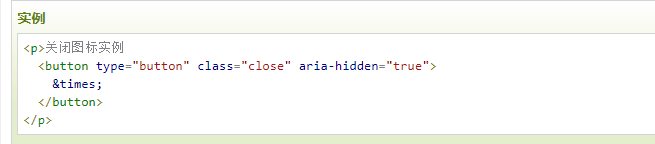 实例
<p>关闭图标实例
  <button type="button" class="close" aria-hidden="true">
    &times;
  </button>
</p>